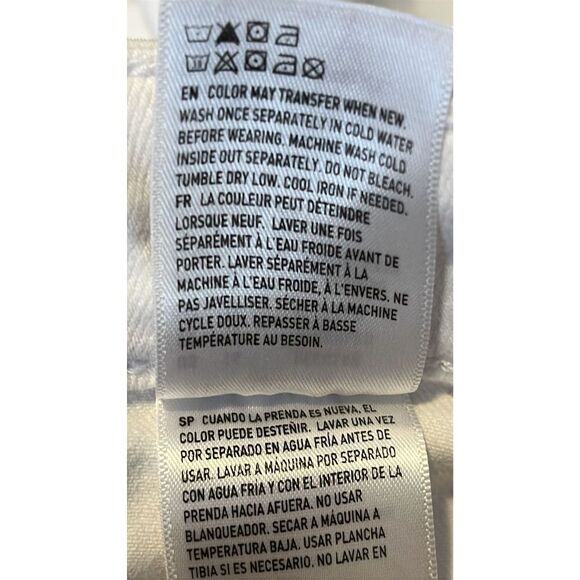 EN COLOR MAY TRANSFER WHEN NEW.
WASH ONCE SEPARATELY IN COLD WATER
BEFORE WEARING. MACHINE WASH COLD
INSIDE OUT SEPARATELY. DO NOT BLEACH.
TUMBLE DRY LOW. COOL IRON IF NEEDED.
FR LA COULEUR PEUT DÉTEINDRE
LORSQUE NEUF. LAVER UNE FOIS
SÉPARÉMENT À L'EAU FROIDE AVANT DE
PORTER. LAVER SÉPARÉMENT À LA
MACHINE À L'EAU FROIDE, À L'ENVERS. NE
PAS JAVELLISER. SÉCHER À LA MACHINE
CYCLE DOUX. REPASSER À BASSE
TEMPÉRATURE AU BESOIN.
SP CUANDO LA PRENDA ES NUEVA, EL
COLOR PUEDE DESTEÑIR. LAVAR UNA VEZ
POR SEPARADO EN AGUA FRÍA ANTES DE
USAR. LAVAR A MÁQUINA POR SEPARADO
CON AGUA FRÍA Y CON EL INTERIOR DE LA
PRENDA HACIA AFUERA. NO USAR
BLANQUEADOR. SECAR A MÁQUINA A
TEMPERATURA BAJA. USAR PLANCHA
TIBIA SI ES NECESARIO. NO LAVAR EN